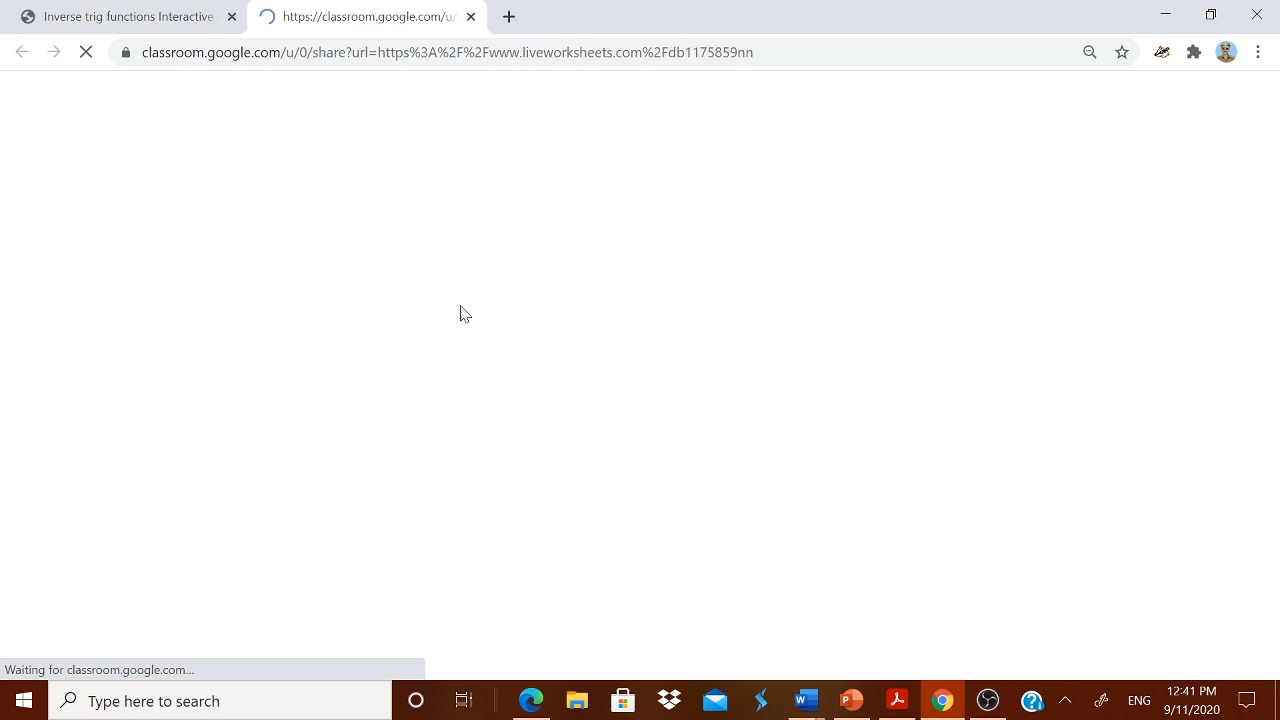 Inverse trig functions Interactive
https://classroom.google.com/u/
classroom.google.com/u/0/share?url=https%3A%2F%2Fwww.liveworksheets.com%2Fdb1175859nn
Waiting for classroom.google.com...
Type here to search
ENG
12:41 PM
9/11/2020